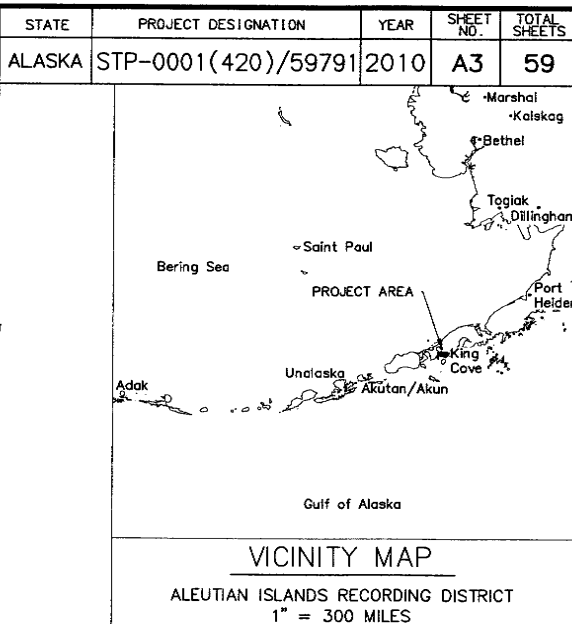 STATE PROJECT DESIGNATION YEAR SHEET NO. TOTAL SHEETS
ALASKA STP-0001(420)/59791 2010 A3 59
Marshal
Kalskag
Bethel
Togiak
Dillingham
Saint Paul
Bering Sea
PROJECT AREA
Port
Heiden
King
Cove
Unalaska
Akutan/Akun
Adak
Gulf of Alaska
VICINITY MAP
ALEUTIAN ISLANDS RECORDING DISTRICT
1" = 300 MILES